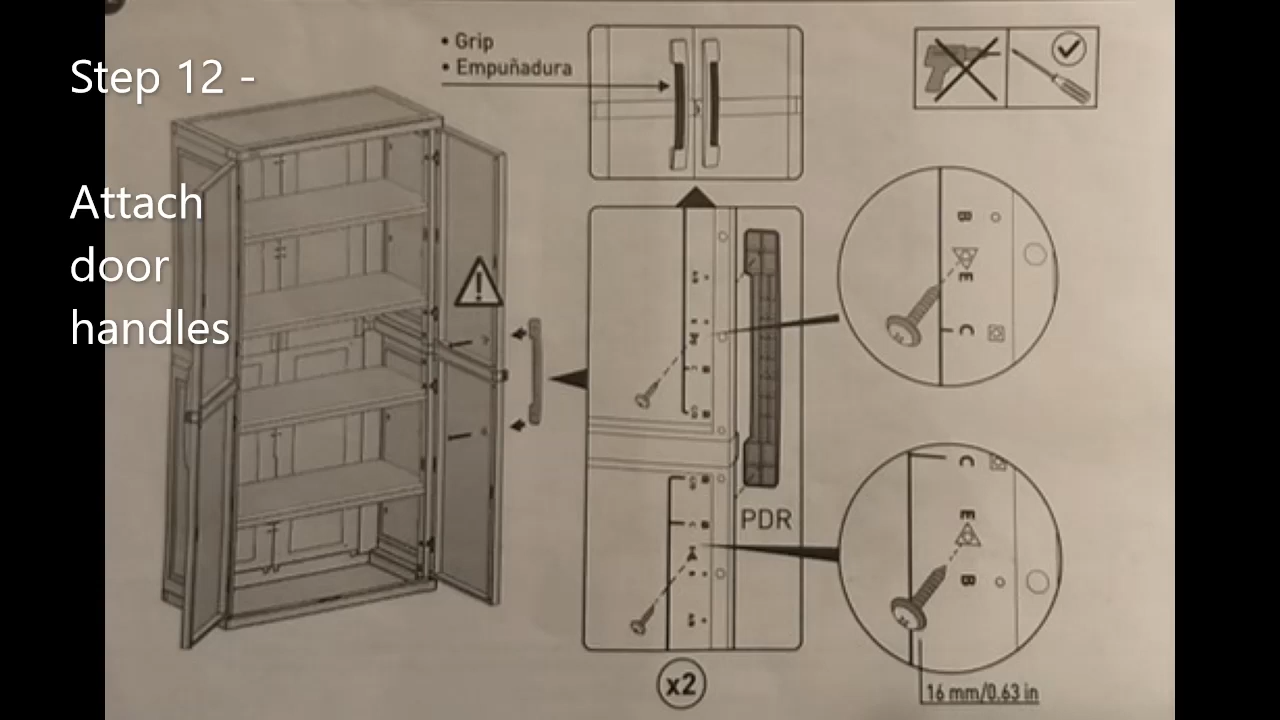 Step 12 -
Attach
door
handles
• Grip
• Empuñadura
B
E
C
PDR
C
E
B
x2
16 mm/0.63 in